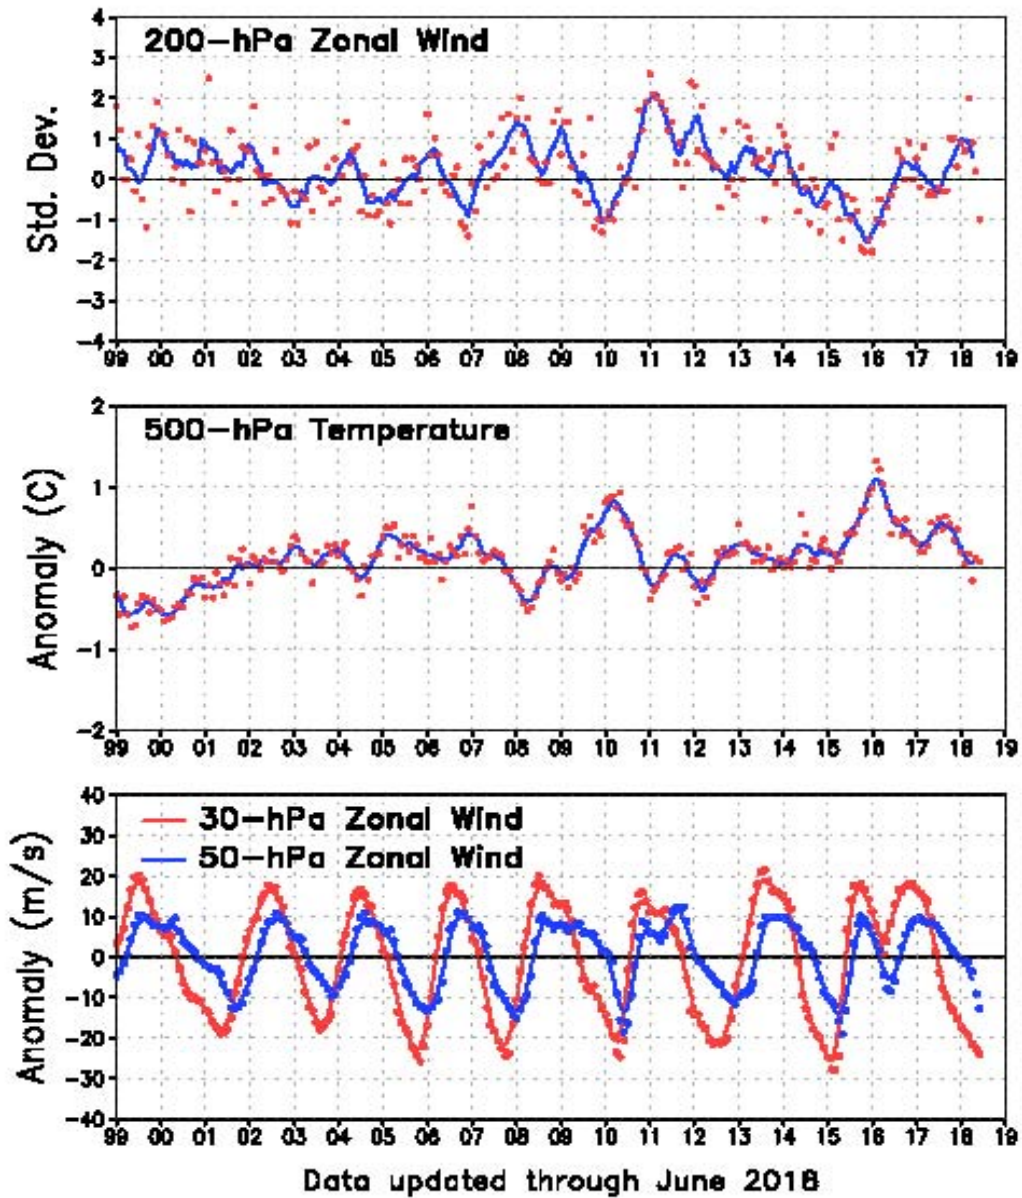 200-hPa Zonal Wind
Std. Dev.
4
3
2
1
0
-1
-2
-3
-4
99 00 01 02 03 04 05 06 07 08 09 10 11 12 13 14 15 16 17 18 19
500-hPa Temperature
Anomaly (C)
2
1
0
-1
-2
99 00 01 02 03 04 05 06 07 08 09 10 11 12 13 14 15 16 17 18 19
30-hPa Zonal Wind
50-hPa Zonal Wind
Anomaly (m/s)
40
30
20
10
0
-10
-20
-30
-40
99 00 01 02 03 04 05 06 07 08 09 10 11 12 13 14 15 16 17 18 19
Data updated through June 2018